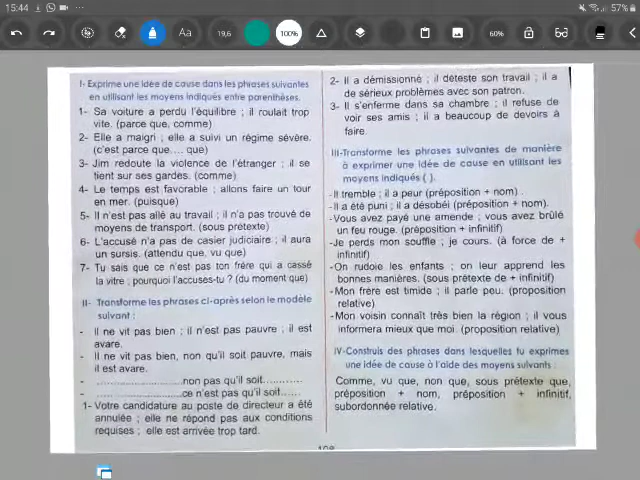 15:44
57%
Aa
19,6
100%
60%
I- Exprime une idée de cause dans les phrases suivantes
en utilisant les moyens indiqués entre parenthèses.
1- Sa voiture a perdu l'équilibre ; il roulait trop
vite. (parce que, comme)
2- Elle a maigri ; elle a suivi un régime sévère.
(c'est parce que.... que)
3- Jim redoute la violence de l'étranger ; il se
tient sur ses gardes. (comme)
4- Le temps est favorable ; allons faire un tour
en mer. (puisque)
5- Il n'est pas allé au travail ; il n'a pas trouvé de
moyens de transport. (sous prétexte)
6- L'accusé n'a pas de casier judiciaire ; il aura
un sursis. (attendu que, vu que)
7- Tu sais que ce n'est pas ton frère qui a cassé
la vitre ; pourquoi l'accuses-tu ? (du moment que)
II- Transforme les phrases ci-après selon le modèle
suivant :
- Il ne vit pas bien ; il n'est pas pauvre ; il est
avare.
- Il ne vit pas bien, non qu'il soit pauvre, mais
il est avare.
- ........................non pas qu'il soit...........
- ........................ce n'est pas qu'il soit......
1- Votre candidature au poste de directeur a été
annulée ; elle ne répond pas aux conditions
requises ; elle est arrivée trop tard.
2- Il a démissionné ; il déteste son travail ; il a
de sérieux problèmes avec son patron.
3- Il s'enferme dans sa chambre ; il refuse de
voir ses amis ; il a beaucoup de devoirs à
faire.
III-Transforme les phrases suivantes de manière
à exprimer une idée de cause en utilisant les
moyens indiqués ( ).
-Il tremble ; il a peur (préposition + nom) .
-Il a été puni ; il a désobéi (préposition + nom).
-Vous avez payé une amende ; vous avez brûlé
un feu rouge. (préposition + infinitif)
-Je perds mon souffle ; je cours. (à force de +
infinitif)
-On rudoie les enfants ; on leur apprend les
bonnes manières. (sous prétexte de + infinitif)
-Mon frère est timide ; il parle peu. (proposition
relative)
-Mon voisin connaît très bien la région ; il vous
informera mieux que moi. (proposition relative)
IV-Construis des phrases dans lesquelles tu exprimes
une idée de cause à l'aide des moyens suivants :
Comme, vu que, non que, sous prétexte que,
préposition + nom, préposition + infinitif,
subordonnée relative.